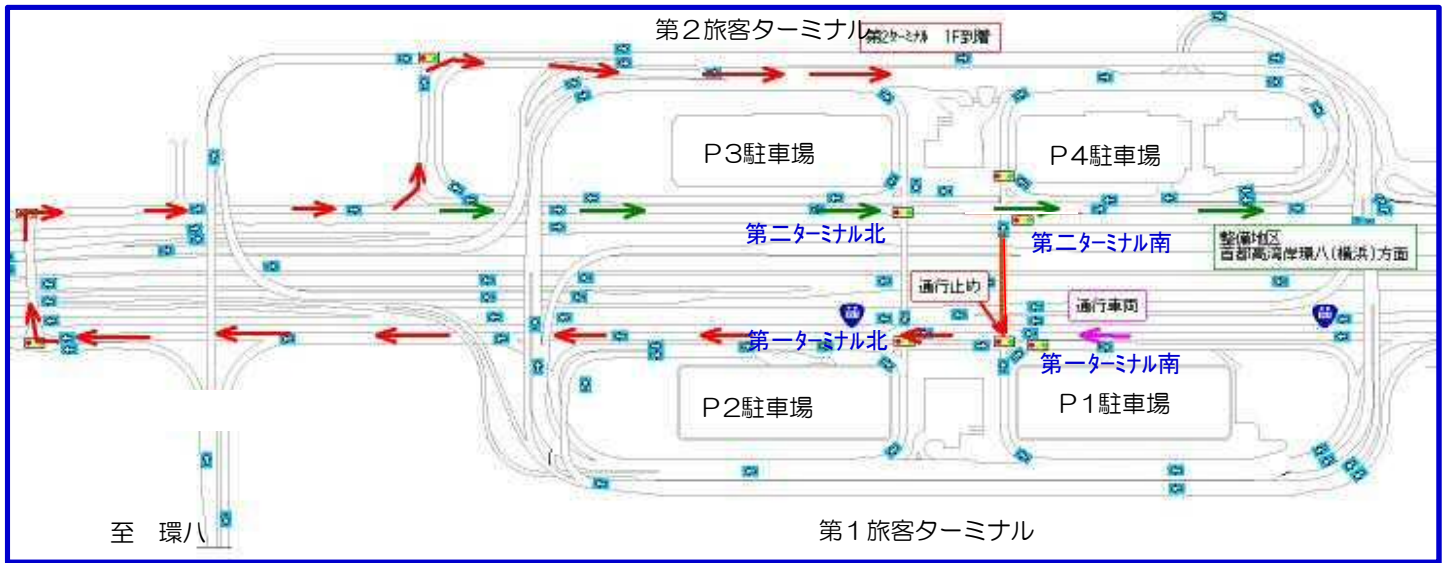 第2旅客ターミナル
第2ターミナル 1F到着
P3駐車場
P4駐車場
第二ターミナル北
第二ターミナル南
整備地区
首都高湾岸環八(横浜)方面
通行止め
通行車両
第一ターミナル北
第一ターミナル南
P2駐車場
P1駐車場
至 環八
第1旅客ターミナル